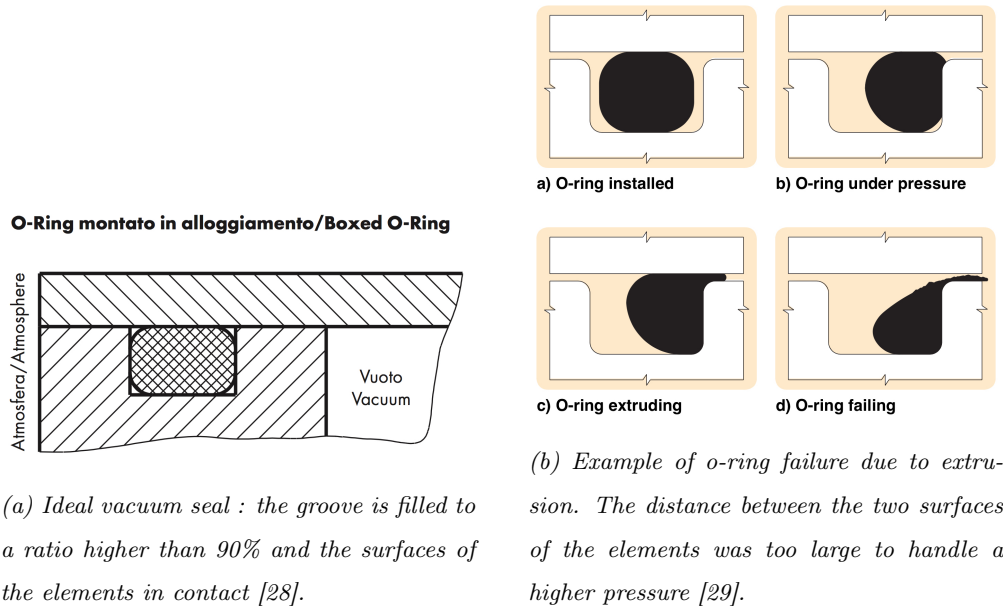 O-Ring montato in alloggiamento/Boxed O-Ring
Atmosfera/Atmosphere
Vuoto
Vacuum
(a) Ideal vacuum seal : the groove is filled to
a ratio higher than 90% and the surfaces of
the elements in contact [28].
a) O-ring installed
b) O-ring under pressure
c) O-ring extruding
d) O-ring failing
(b) Example of o-ring failure due to extru-
sion. The distance between the two surfaces
of the elements was too large to handle a
higher pressure [29].